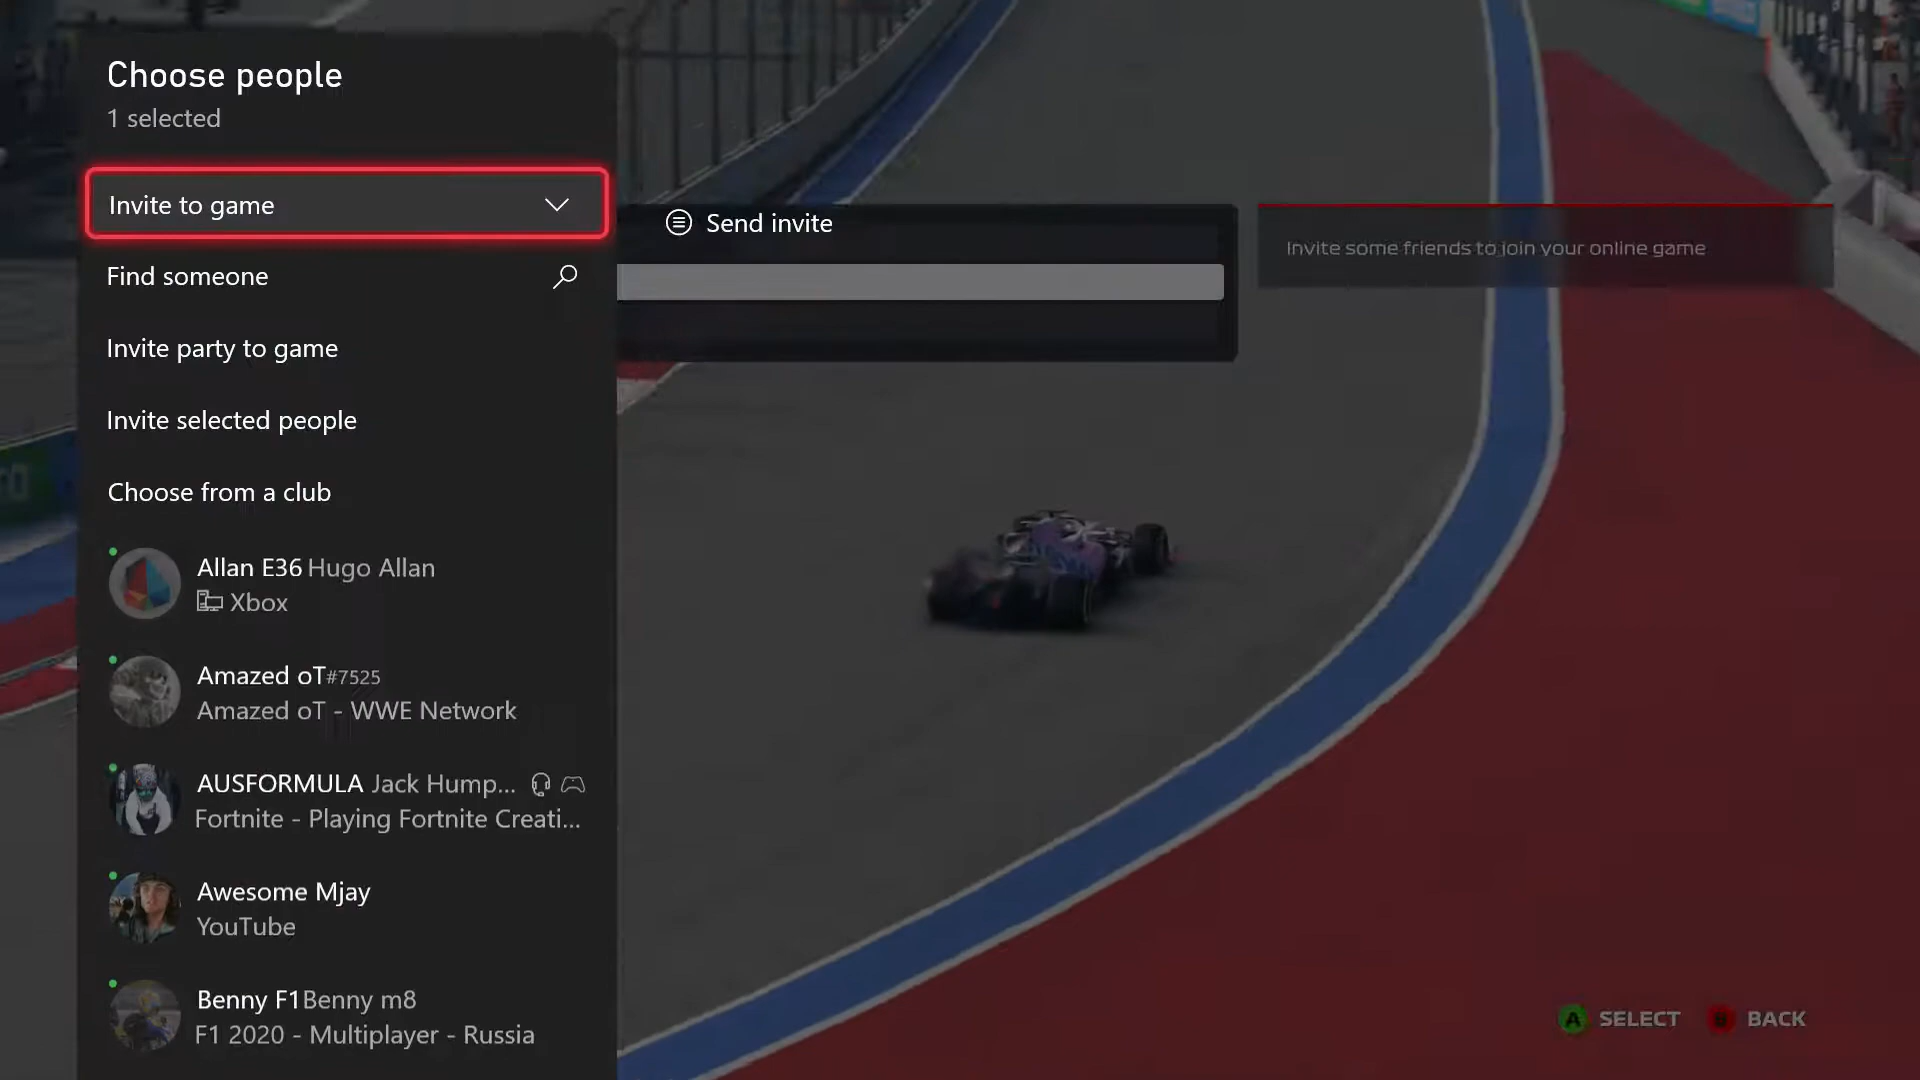 Choose people
1 selected
Invite to game
Find someone
Invite party to game
Invite selected people
Choose from a club
Allan E36 Hugo Allan
Xbox
Amazed oT#7525
Amazed oT - WWE Network
AUSFORMULA Jack Hump...
Fortnite - Playing Fortnite Creati...
Awesome Mjay
YouTube
Benny F1 Benny m8
F1 2020 - Multiplayer - Russia
Send invite
Invite some friends to join your online game
A SELECT B BACK